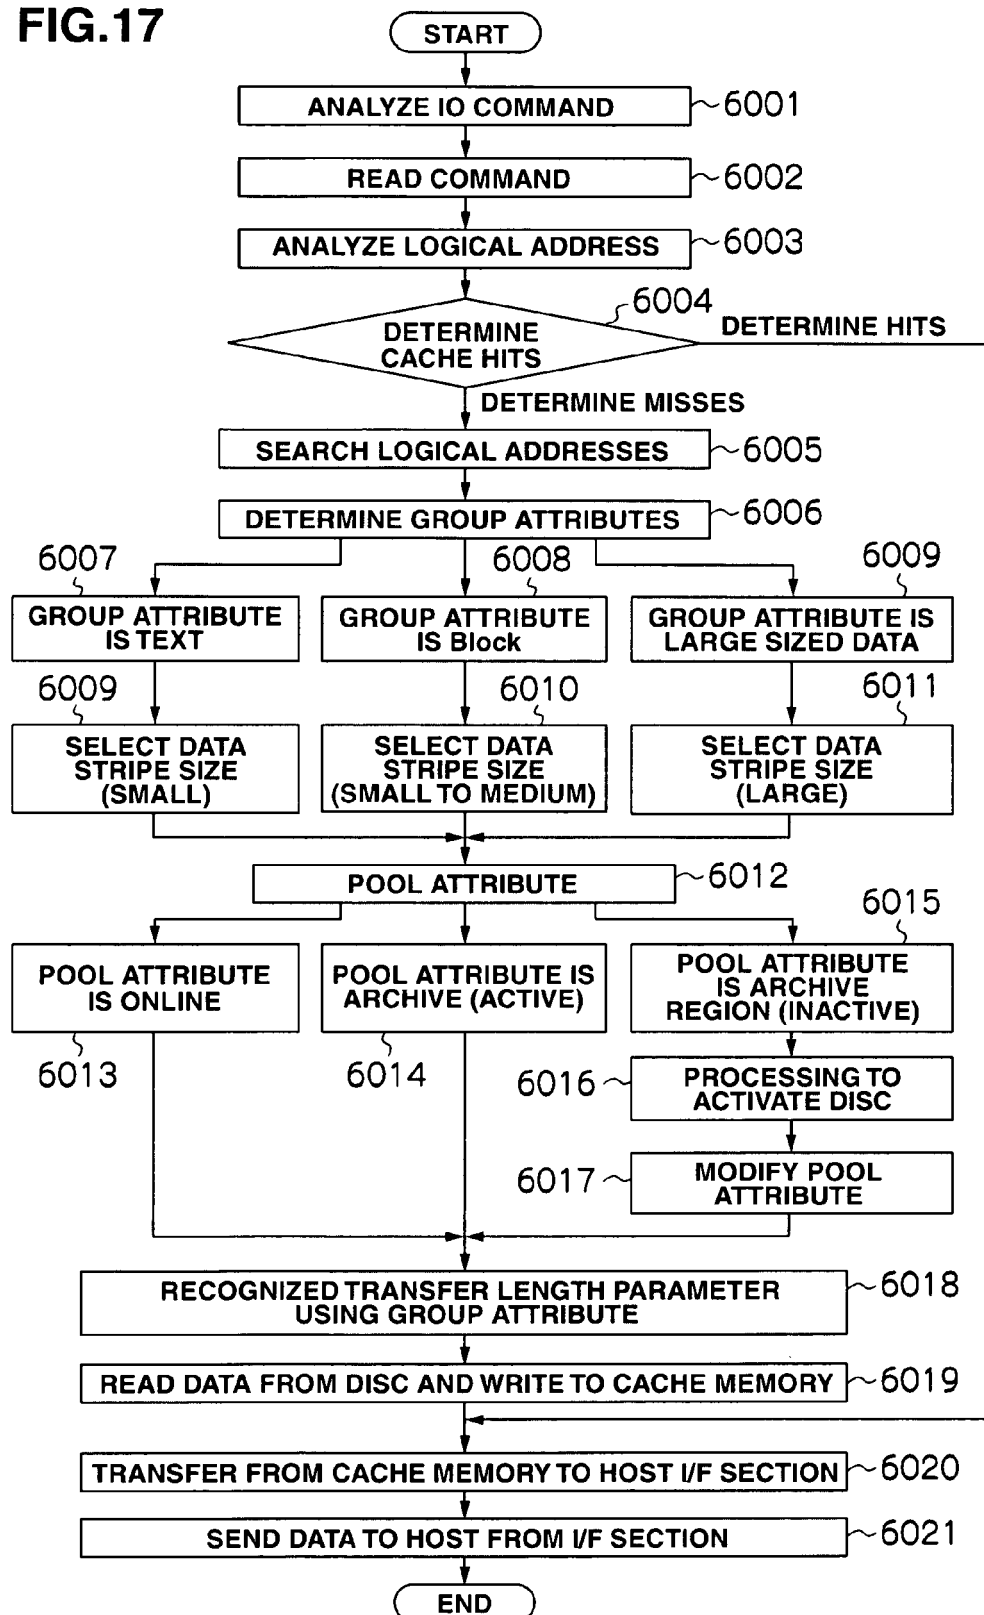 FIG.17
START
ANALYZE IO COMMAND
6001
READ COMMAND
6002
ANALYZE LOGICAL ADDRESS
6003
6004
DETERMINE
CACHE HITS
DETERMINE HITS
DETERMINE MISSES
SEARCH LOGICAL ADDRESSES
6005
DETERMINE GROUP ATTRIBUTES
6006
6007
GROUP ATTRIBUTE
IS TEXT
6008
GROUP ATTRIBUTE
IS Block
6009
GROUP ATTRIBUTE IS
LARGE SIZED DATA
6009
SELECT DATA
STRIPE SIZE
(SMALL)
6010
SELECT DATA
STRIPE SIZE
(SMALL TO MEDIUM)
6011
SELECT DATA
STRIPE SIZE
(LARGE)
POOL ATTRIBUTE
6012
POOL ATTRIBUTE
IS ONLINE
6013
POOL ATTRIBUTE IS
ARCHIVE (ACTIVE)
6014
6015
POOL ATTRIBUTE
IS ARCHIVE
REGION (INACTIVE)
6016
PROCESSING TO
ACTIVATE DISC
6017
MODIFY POOL
ATTRIBUTE
RECOGNIZED TRANSFER LENGTH PARAMETER
USING GROUP ATTRIBUTE
6018
READ DATA FROM DISC AND WRITE TO CACHE MEMORY
6019
TRANSFER FROM CACHE MEMORY TO HOST I/F SECTION
6020
SEND DATA TO HOST FROM I/F SECTION
6021
END